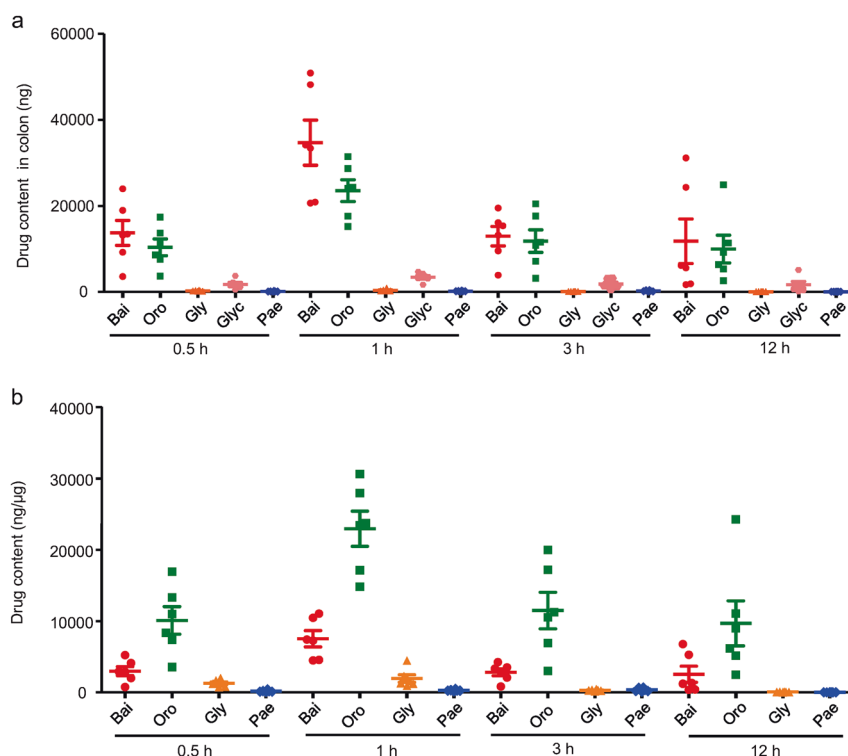 a
Drug content in colon (ng)
60000
40000
20000
0
Bai Oro Gly Glyc Pae Bai Oro Gly Glyc Pae Bai Oro Gly Glyc Pae Bai Oro Gly Glyc Pae
0.5 h 1 h 3 h 12 h
b
Drug content (ng/µg)
40000
30000
20000
10000
0
Bai Oro Gly Pae Bai Oro Gly Pae Bai Oro Gly Pae Bai Oro Gly Pae
0.5 h 1 h 3 h 12 h